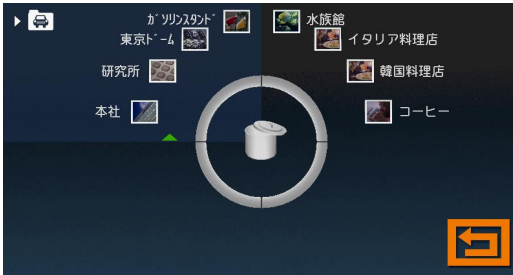 ｶﾞｿﾘﾝｽﾀﾝﾄﾞ
水族館
東京ﾄﾞｰﾑ
イタリア料理店
研究所
韓国料理店
本社
コーヒー